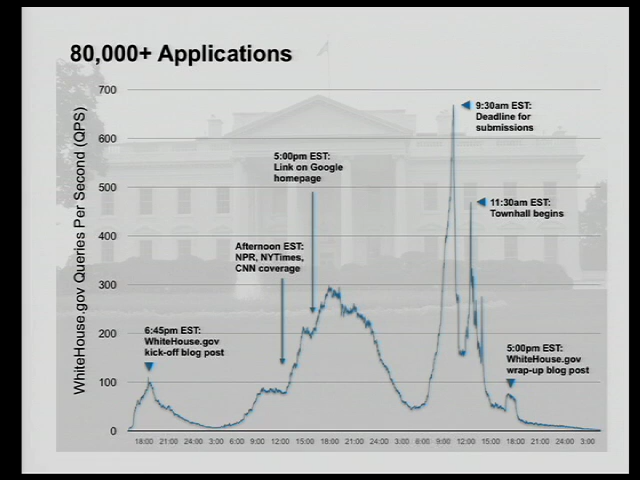 80,000+ Applications
WhiteHouse.gov Queries Per Second (QPS)
700
600
500
400
300
200
100
0
9:30am EST:
Deadline for
submissions
5:00pm EST:
Link on Google
homepage
11:30am EST:
Townhall begins
Afternoon EST:
NPR, NYTimes,
CNN coverage
6:45pm EST:
WhiteHouse.gov
kick-off blog post
5:00pm EST:
WhiteHouse.gov
wrap-up blog post
18:00 21:00 24:00 3:00 6:00 9:00 12:00 15:00 18:00 21:00 24:00 3:00 6:00 9:00 12:00 15:00 18:00 21:00 24:00 3:00